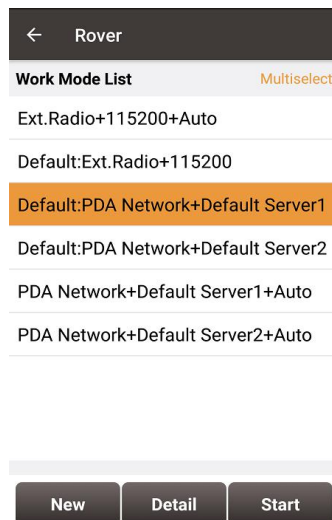 Rover
Work Mode List Multiselect
Ext.Radio+115200+Auto
Default:Ext.Radio+115200
Default:PDA Network+Default Server1
Default:PDA Network+Default Server2
PDA Network+Default Server1+Auto
PDA Network+Default Server2+Auto
New Detail Start